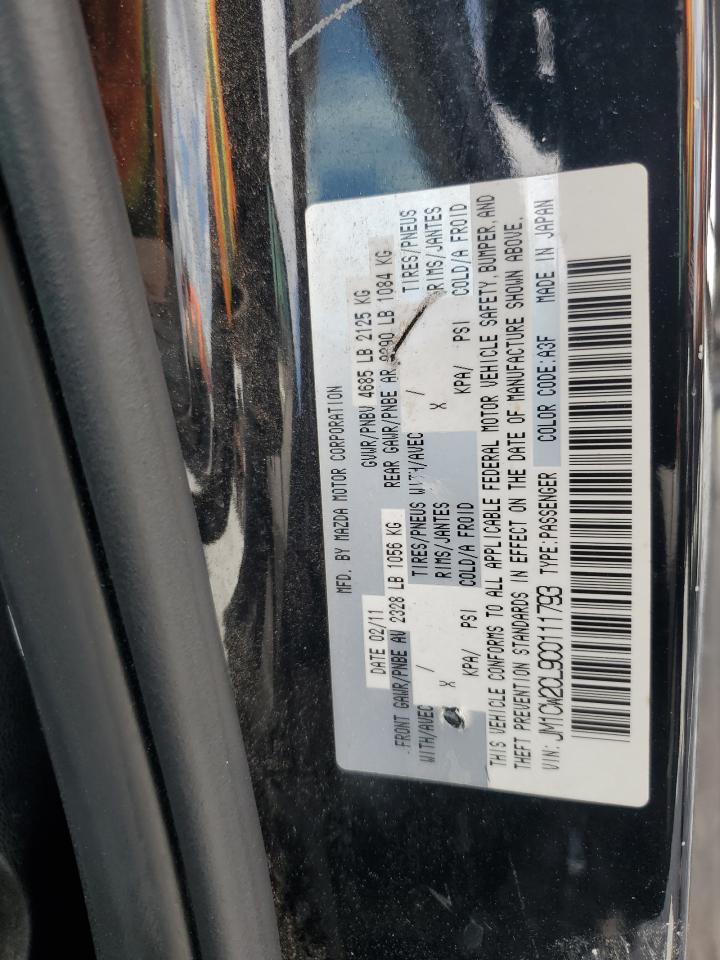 MFD. BY MAZDA MOTOR CORPORATION
DATE 02/11 GVWR/PNBV 4685 LB 2125 KG
FRONT GAWR/PNBE AV 2328 LB 1056 KG REAR GAWR/PNBE AR LB 1084 KG
WITH/AVEC / TIRES/PNEUS WITH/AVEC / TIRES/PNEUS
X RIMS/JANTES X RIMS/JANTES
KPA/ PSI COLD/A FROID KPA/ PSI COLD/A FROID
THIS VEHICLE CONFORMS TO ALL APPLICABLE FEDERAL MOTOR VEHICLE SAFETY, BUMPER, AND
THEFT PREVENTION STANDARDS IN EFFECT ON THE DATE OF MANUFACTURE SHOWN ABOVE.
VIN: JM1CW2CL9C0111793 TYPE:PASSENGER COLOR CODE:A3F MADE IN JAPAN